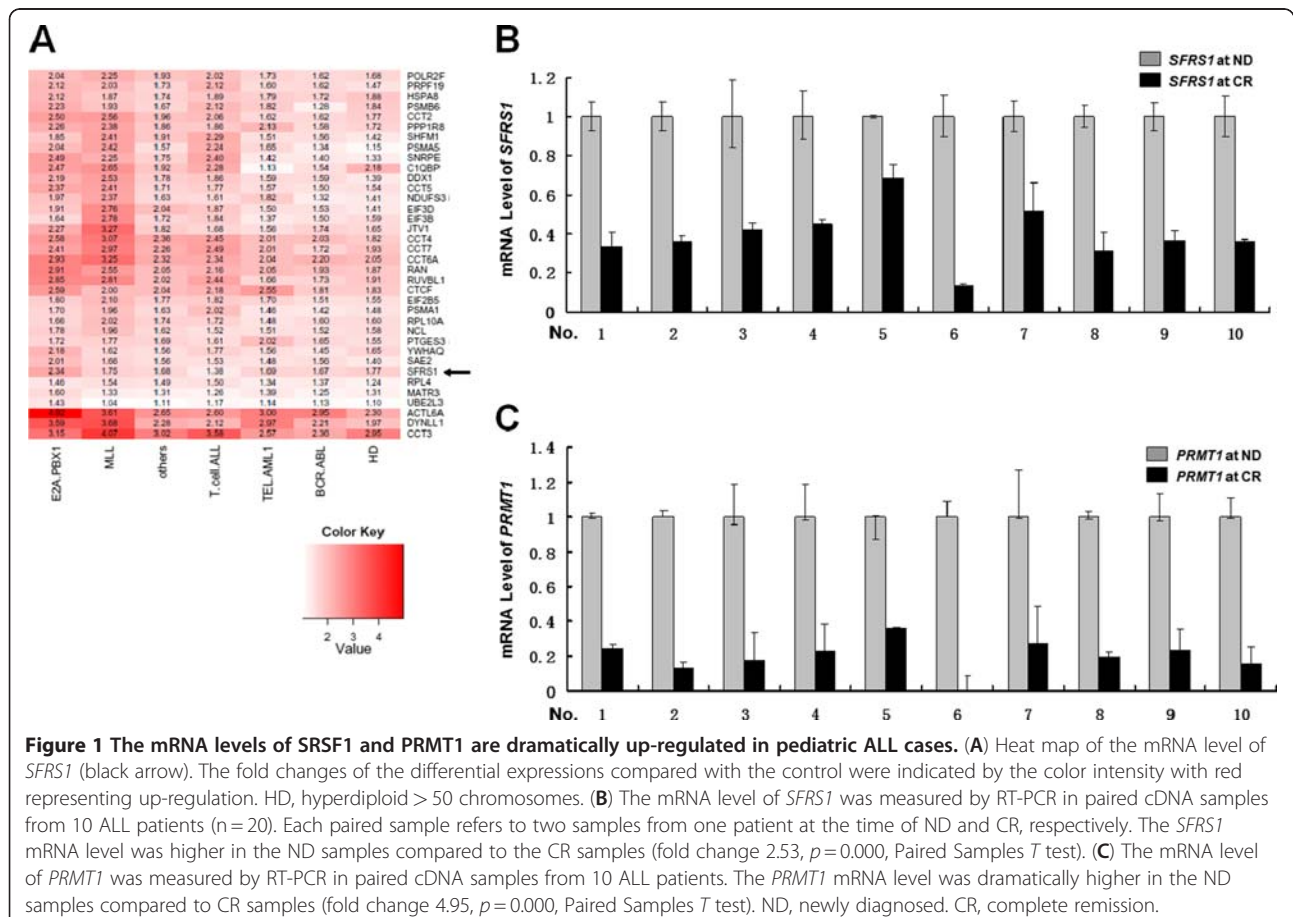 A
2.04 2.25 1.93 2.02 1.73 1.62 1.68 POLR2F
2.12 2.03 1.73 2.12 1.60 1.62 1.47 PRPF19
2.12 1.87 1.74 1.89 1.79 1.72 1.88 HSPA8
2.23 1.93 1.67 2.12 1.82 1.28 1.84 PSMB6
2.50 2.56 1.96 2.06 1.62 1.62 1.77 CCT2
2.26 2.38 1.86 1.86 2.13 1.58 1.72 PPP1R8
1.85 2.41 1.91 2.29 1.51 1.56 1.42 SHFM1
2.04 2.42 1.57 2.24 1.65 1.34 1.15 PSMA5
2.49 2.25 1.75 2.40 1.42 1.40 1.33 SNRPE
2.47 2.65 1.92 2.28 1.13 1.54 2.18 C1QBP
2.19 2.53 1.78 1.86 1.59 1.59 1.39 DDX1
2.37 2.41 1.71 1.77 1.57 1.50 1.54 CCT5
1.97 2.37 1.63 1.61 1.82 1.32 1.41 NDUFS3
1.91 2.76 2.04 1.87 1.50 1.53 1.41 EIF3D
1.64 2.78 1.72 1.84 1.37 1.50 1.59 EIF3B
2.27 3.27 1.82 1.68 1.56 1.74 1.65 JTV1
2.58 3.07 2.36 2.45 2.01 2.03 1.82 CCT4
2.41 2.97 2.26 2.49 2.01 1.72 1.93 CCT7
2.93 3.25 2.32 2.34 2.04 2.20 2.05 CCT6A
2.91 2.55 2.05 2.16 2.05 1.93 1.87 RAN
2.85 2.81 2.02 2.44 1.66 1.73 1.91 RUVBL1
2.59 2.00 2.04 2.18 2.55 1.81 1.83 CTCF
1.80 2.10 1.77 1.82 1.70 1.51 1.55 EIF2B5
1.70 1.96 1.63 2.02 1.46 1.42 1.48 PSMA1
1.66 2.02 1.74 1.72 1.48 1.60 1.60 RPL10A
1.78 1.96 1.62 1.52 1.51 1.52 1.58 NCL
1.72 1.77 1.69 1.61 2.02 1.65 1.55 PTGES3
2.18 1.62 1.56 1.77 1.56 1.45 1.65 YWHAQ
2.01 1.66 1.56 1.53 1.48 1.56 1.40 SAE2
2.34 1.75 1.68 1.38 1.69 1.67 1.77 SFRS1
1.46 1.54 1.49 1.50 1.34 1.37 1.24 RPL4
1.60 1.33 1.31 1.26 1.39 1.25 1.31 MATR3
1.43 1.04 1.11 1.17 1.14 1.13 1.10 UBE2L3
3.61 2.65 2.60 3.00 2.95 2.30 ACTL6A
3.59 3.68 2.28 2.12 2.97 2.21 1.97 DYNLL1
3.15 4.07 3.02 3.58 2.57 2.36 2.95 CCT3
E2A.PBX1 MLL others T.cell.ALL TEL.AML1 BCR.ABL HD
Color Key
2 3 4
Value
B
SFRS1 at ND
SFRS1 at CR
mRNA Level of SFRS1
1.2
1
0.8
0.6
0.4
0.2
0
No. 1 2 3 4 5 6 7 8 9 10
C
PRMT1 at ND
PRMT1 at CR
mRNA Level of PRMT1
1.4
1.2
1
0.8
0.6
0.4
0.2
0
No. 1 2 3 4 5 6 7 8 9 10
Figure 1 The mRNA levels of SRSF1 and PRMT1 are dramatically up-regulated in pediatric ALL cases. (A) Heat map of the mRNA level of
SFRS1 (black arrow). The fold changes of the differential expressions compared with the control were indicated by the color intensity with red
representing up-regulation. HD, hyperdiploid > 50 chromosomes. (B) The mRNA level of SFRS1 was measured by RT-PCR in paired cDNA samples
from 10 ALL patients (n = 20). Each paired sample refers to two samples from one patient at the time of ND and CR, respectively. The SFRS1
mRNA level was higher in the ND samples compared to the CR samples (fold change 2.53, p = 0.000, Paired Samples T test). (C) The mRNA level
of PRMT1 was measured by RT-PCR in paired cDNA samples from 10 ALL patients. The PRMT1 mRNA level was dramatically higher in the ND
samples compared to CR samples (fold change 4.95, p = 0.000, Paired Samples T test). ND, newly diagnosed. CR, complete remission.